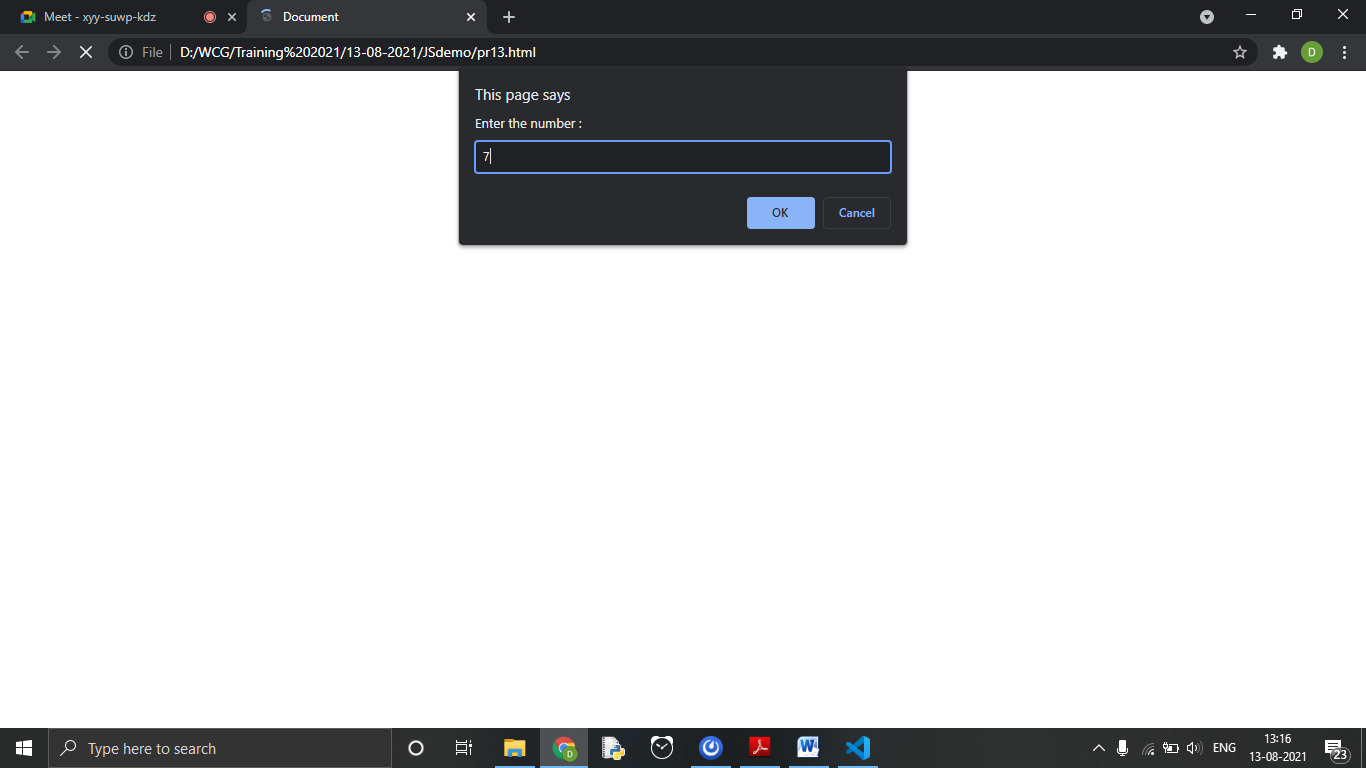 Meet - xyy-suwp-kdz
Document
File
D:/WCG/Training%202021/13-08-2021/JSdemo/pr13.html
D
This page says
Enter the number :
7
OK
Cancel
Type here to search
D
W
ENG
13:16
13-08-2021
23